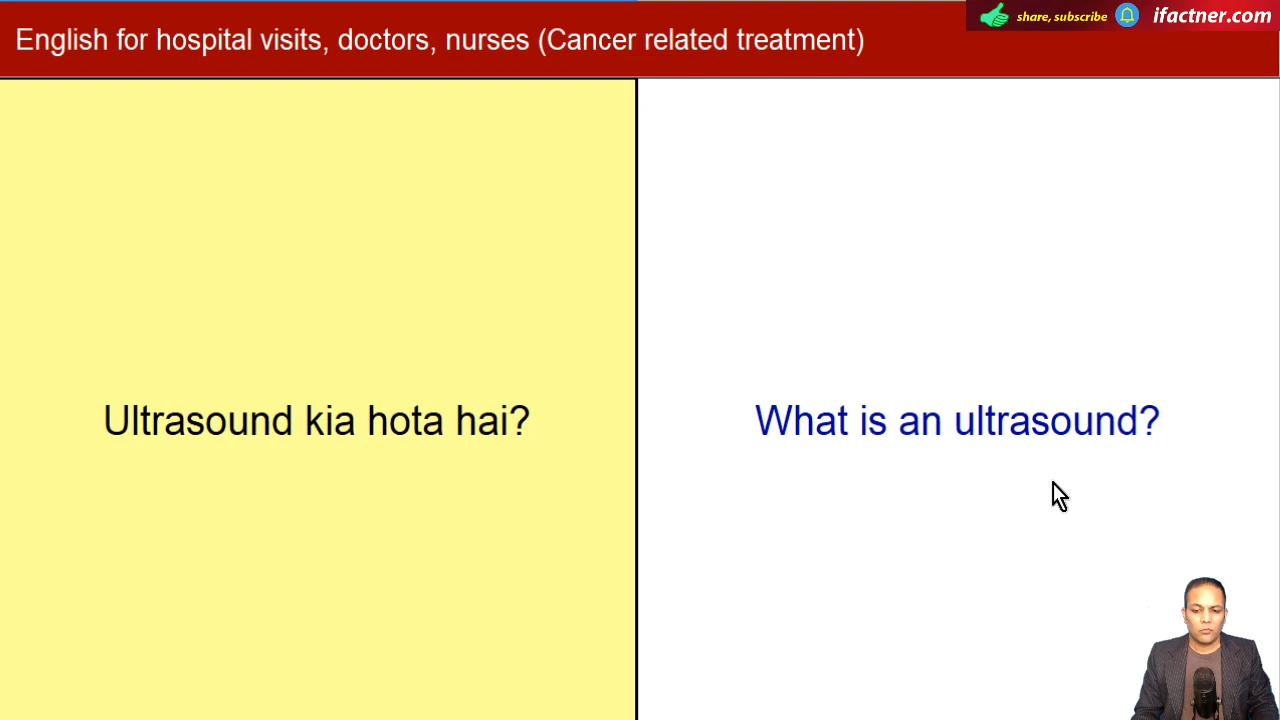 English for hospital visits, doctors, nurses (Cancer related treatment)
share, subscribe ifactner.com
Ultrasound kia hota hai?
What is an ultrasound?